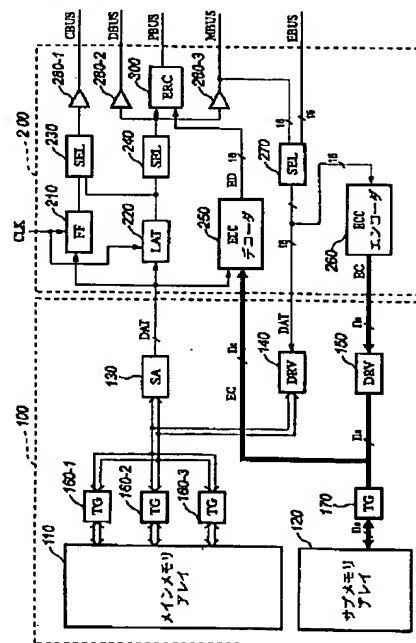 200
100
CLK
210
FF
220
LAT
230
SEL
240
SEL
280-1
280-2
300
ERC
280-3
CBUS
DBUS
PBUS
MBUS
EBUS
16
16
270
SEL
16
16
ED
16
250
ECC
デコーダ
260
ECC
エンコーダ
EC
DAT
130
SA
EC
DAT
140
DRV
150
DRV
160-1
TG
160-2
TG
160-3
TG
170
TG
110
メインメモリ
アレイ
120
サブメモリ
アレイ